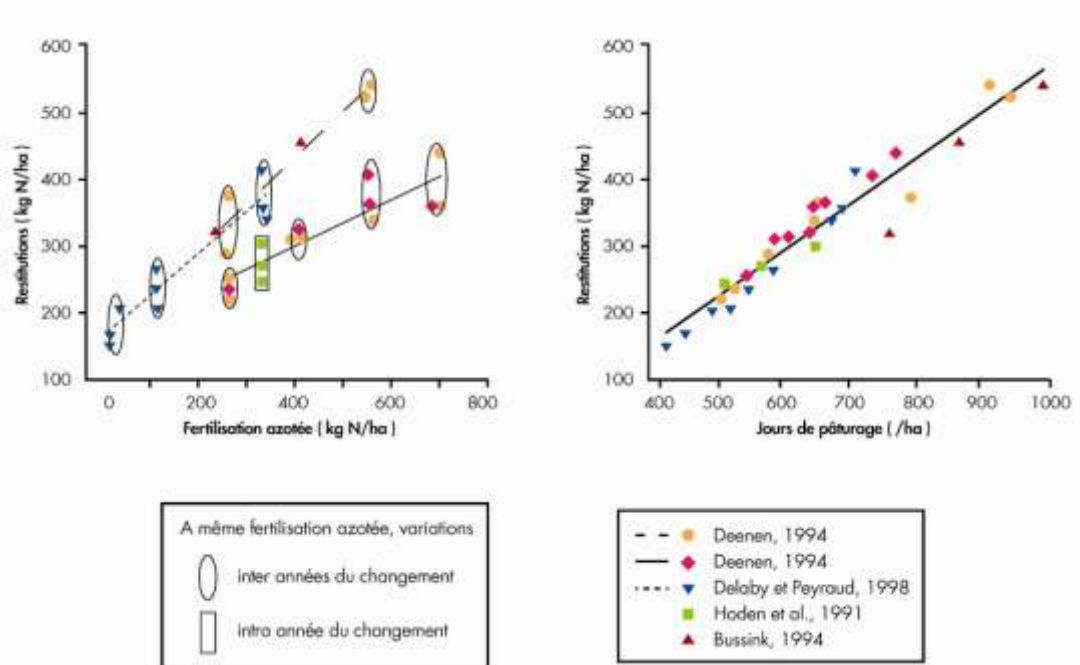 600
500
400
300
200
100
Restitutions ( kg N/ha )
0 200 400 600 800
Fertilisation azotée ( kg N/ha )
600
500
400
300
200
100
Restitutions ( kg N/ha )
400 500 600 700 800 900 1000
Jours de pâturage ( /ha )
A même fertilisation azotée, variations
inter années du changement
intra année du changement
Deenen, 1994
Deenen, 1994
Delaby et Peyraud, 1998
Hoden et al., 1991
Bussink, 1994